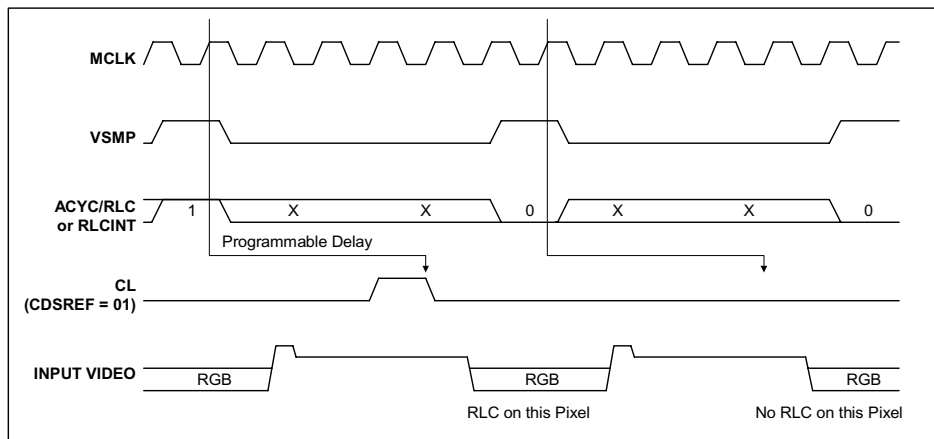 MCLK
VSMP
ACYC/RLC
or RLCINT
1 X X 0 X X 0
Programmable Delay
CL
(CDSREF = 01)
INPUT VIDEO
RGB RGB RGB
RLC on this Pixel No RLC on this Pixel